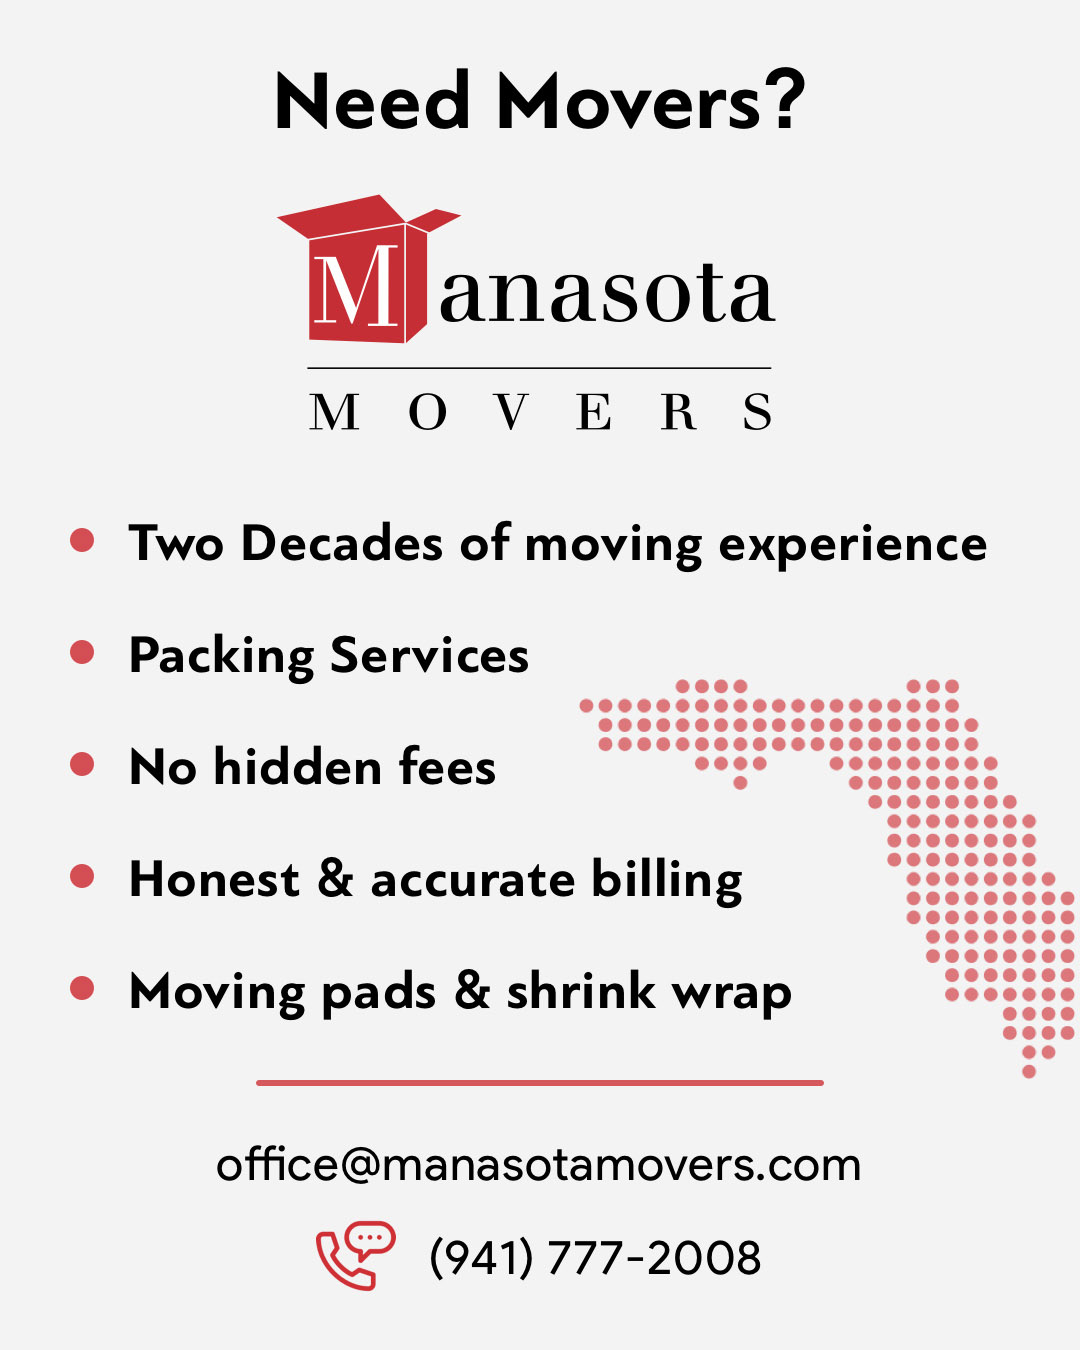 Need Movers?
Manasota
MOVERS
Two Decades of moving experience
Packing Services
No hidden fees
Honest & accurate billing
Moving pads & shrink wrap
office@manasotamovers.com
(941) 777-2008